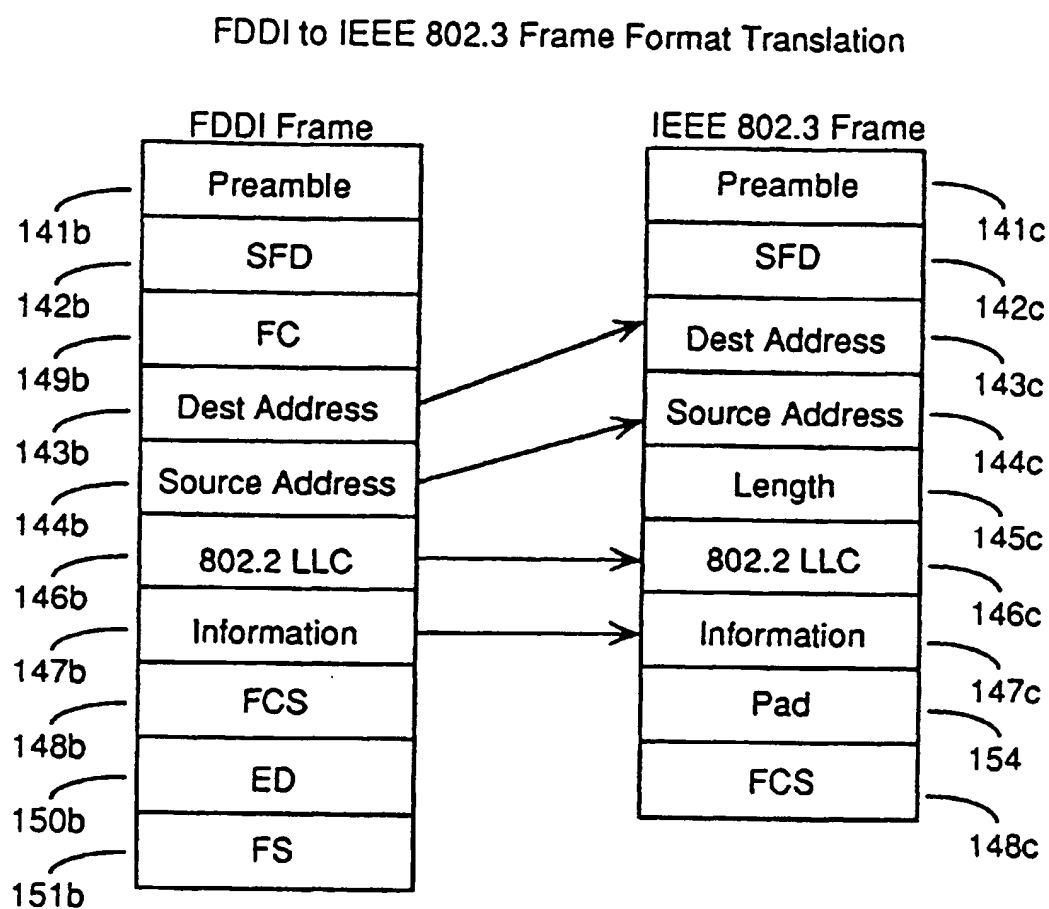 FDDI to IEEE 802.3 Frame Format Translation
FDDI Frame
Preamble
141b
SFD
142b
FC
149b
Dest Address
143b
Source Address
144b
802.2 LLC
146b
Information
147b
FCS
148b
ED
150b
FS
151b
IEEE 802.3 Frame
Preamble
141c
SFD
142c
Dest Address
143c
Source Address
144c
Length
145c
802.2 LLC
146c
Information
147c
Pad
154
FCS
148c